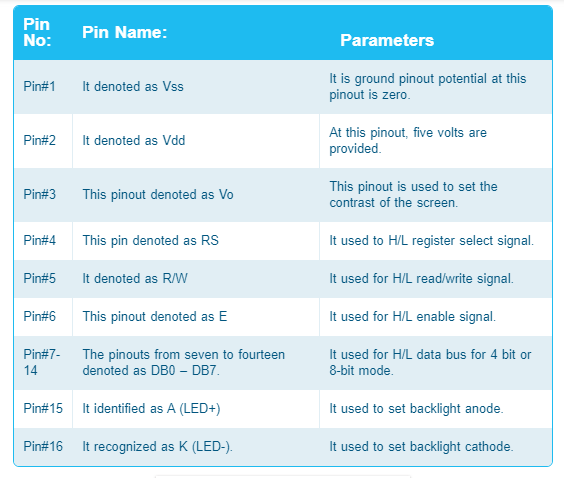 Pin No: Pin Name: Parameters
Pin#1 It denoted as Vss It is ground pinout potential at this pinout is zero.
Pin#2 It denoted as Vdd At this pinout, five volts are provided.
Pin#3 This pinout denoted as Vo This pinout is used to set the contrast of the screen.
Pin#4 This pin denoted as RS It used to H/L register select signal.
Pin#5 It denoted as R/W It used for H/L read/write signal.
Pin#6 This pinout denoted as E It used for H/L enable signal.
Pin#7-14 The pinouts from seven to fourteen denoted as DB0 – DB7. It used for H/L data bus for 4 bit or 8-bit mode.
Pin#15 It identified as A (LED+) It used to set backlight anode.
Pin#16 It recognized as K (LED-). It used to set backlight cathode.